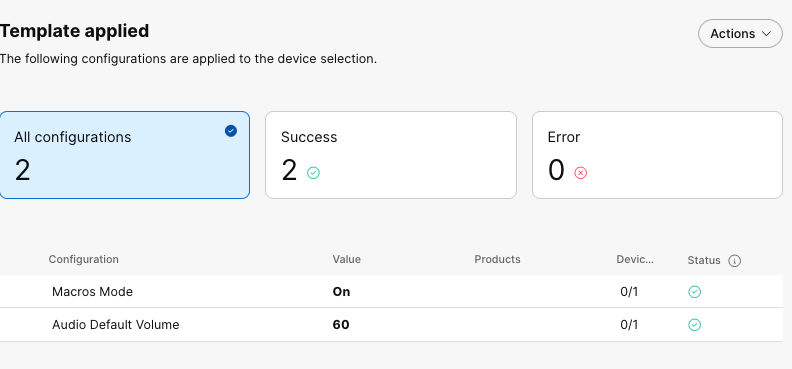 Template applied
Actions
The following configurations are applied to the device selection.
All configurations
2
Success
2
Error
0
Configuration Value Products Devic... Status
Macros Mode On 0/1
Audio Default Volume 60 0/1